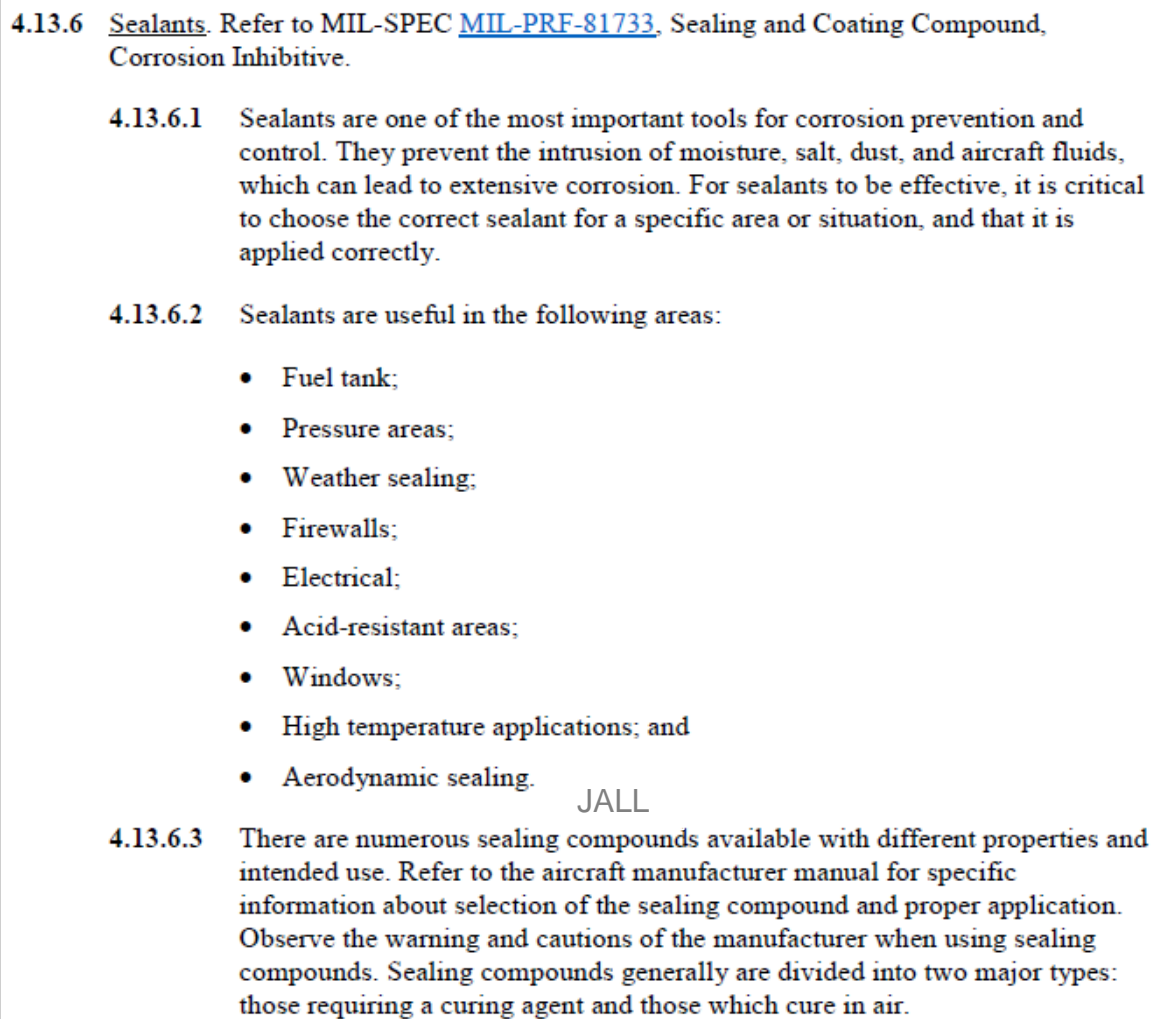 4.13.6 Sealants. Refer to MIL-SPEC MIL-PRF-81733, Sealing and Coating Compound,
Corrosion Inhibitive.
4.13.6.1 Sealants are one of the most important tools for corrosion prevention and
control. They prevent the intrusion of moisture, salt, dust, and aircraft fluids,
which can lead to extensive corrosion. For sealants to be effective, it is critical
to choose the correct sealant for a specific area or situation, and that it is
applied correctly.
4.13.6.2 Sealants are useful in the following areas:
• Fuel tank;
• Pressure areas;
• Weather sealing;
• Firewalls;
• Electrical;
• Acid-resistant areas;
• Windows;
• High temperature applications; and
• Aerodynamic sealing.
JALL
4.13.6.3 There are numerous sealing compounds available with different properties and
intended use. Refer to the aircraft manufacturer manual for specific
information about selection of the sealing compound and proper application.
Observe the warning and cautions of the manufacturer when using sealing
compounds. Sealing compounds generally are divided into two major types:
those requiring a curing agent and those which cure in air.